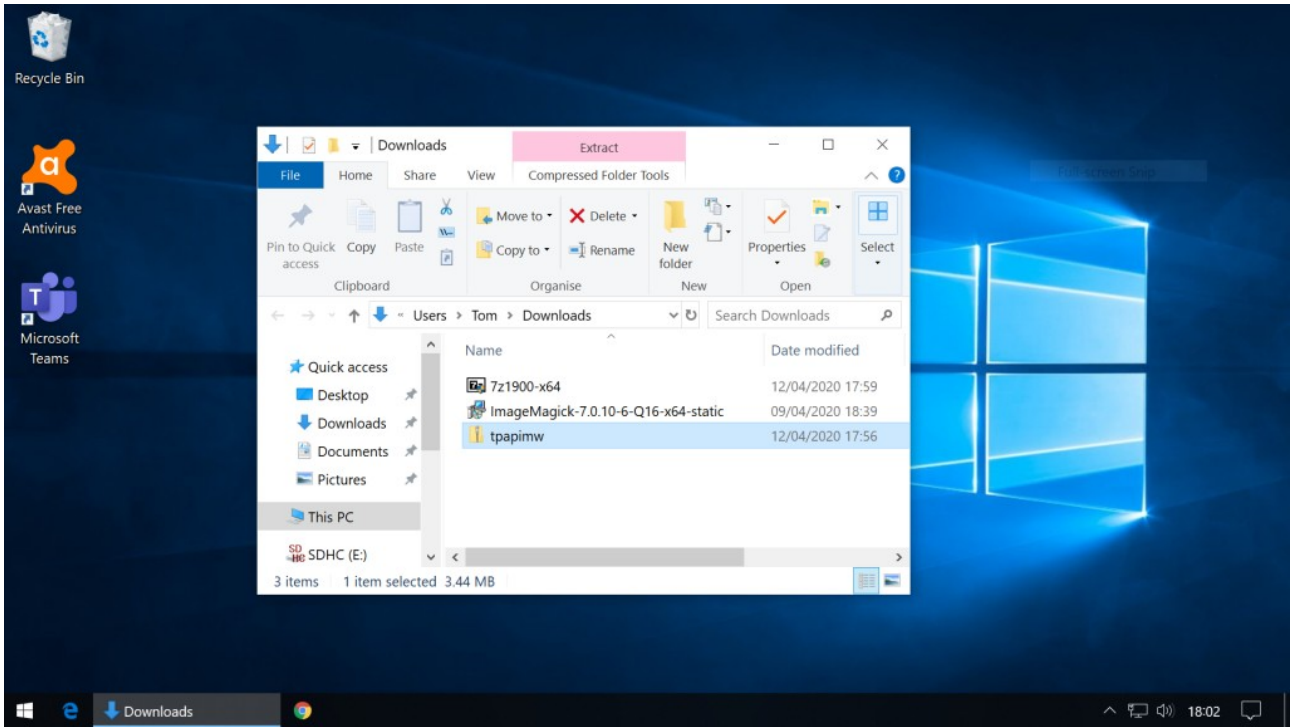 Recycle Bin
Avast Free
Antivirus
Microsoft
Teams
Downloads
Extract
File Home Share View Compressed Folder Tools
Pin to Quick
access
Copy
Paste
Move to
Copy to
Delete
Rename
New
folder
Properties
Select
Clipboard Organise New Open
« Users > Tom > Downloads
Search Downloads
Quick access
Desktop
Downloads
Documents
Pictures
This PC
SDHC (E:)
Name Date modified
7z1900-x64 12/04/2020 17:59
ImageMagick-7.0.10-6-Q16-x64-static 09/04/2020 18:39
tpapimw 12/04/2020 17:56
3 items 1 item selected 3.44 MB
Full-screen Snip
Downloads
18:02